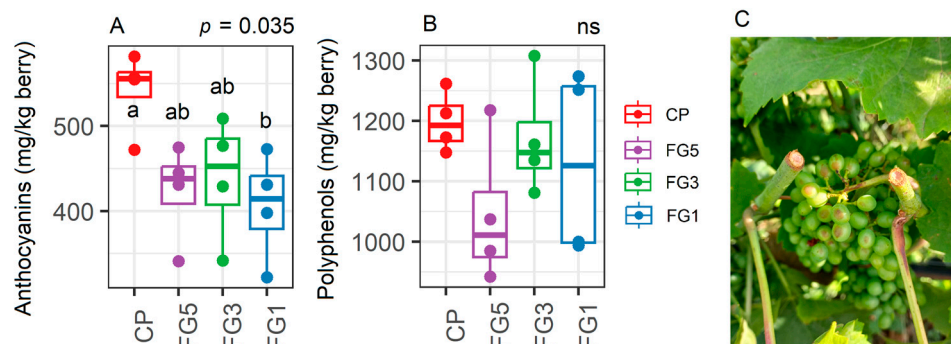 A
p = 0.035
Anthocyanins (mg/kg berry)
500
400
a
ab
ab
b
CP
FG5
FG3
FG1
B
ns
Polyphenols (mg/kg berry)
1300
1200
1100
1000
CP
FG5
FG3
FG1
CP
FG5
FG3
FG1
C